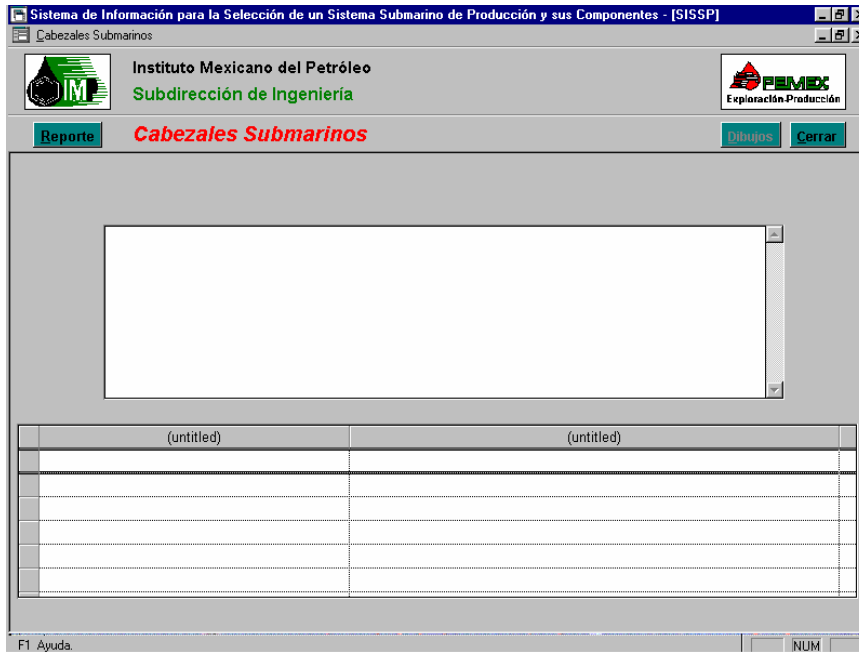 Sistema de Información para la Selección de un Sistema Submarino de Producción y sus Componentes - [SISSP]
Cabezales Submarinos
IMP
Instituto Mexicano del Petróleo
Subdirección de Ingeniería
PEMEX
Exploración-Producción
Reporte
Cabezales Submarinos
Dibujos
Cerrar
(untitled)
(untitled)
F1 Ayuda.
NUM